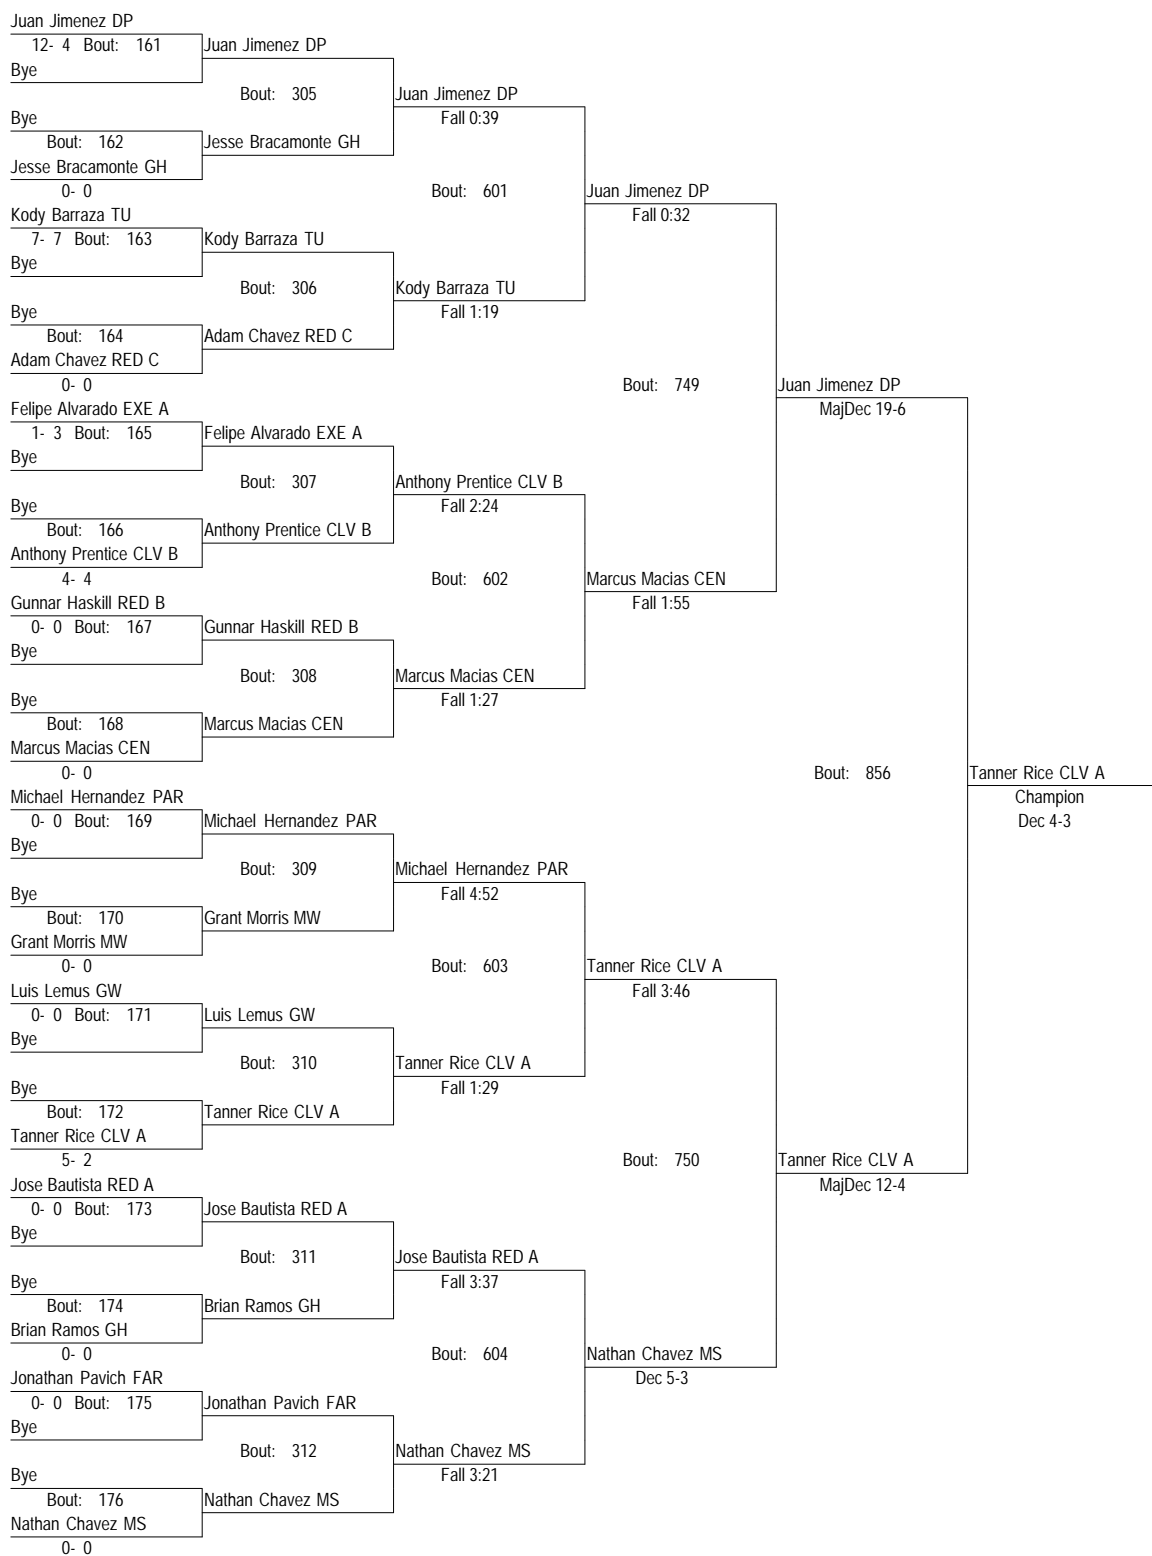 Juan Jimenez DP
12- 4 Bout: 161
Juan Jimenez DP
Bye
Bout: 305
Juan Jimenez DP
Bye
Fall 0:39
Bout: 162
Jesse Bracamonte GH
Jesse Bracamonte GH
0- 0
Bout: 601
Juan Jimenez DP
Kody Barraza TU
Fall 0:32
7- 7 Bout: 163
Kody Barraza TU
Bye
Bout: 306
Kody Barraza TU
Bye
Fall 1:19
Bout: 164
Adam Chavez RED C
Adam Chavez RED C
0- 0
Bout: 749
Juan Jimenez DP
Felipe Alvarado EXE A
MajDec 19-6
1- 3 Bout: 165
Felipe Alvarado EXE A
Bye
Bout: 307
Anthony Prentice CLV B
Bye
Fall 2:24
Bout: 166
Anthony Prentice CLV B
Anthony Prentice CLV B
4- 4
Bout: 602
Marcus Macias CEN
Gunnar Haskill RED B
Fall 1:55
0- 0 Bout: 167
Gunnar Haskill RED B
Bye
Bout: 308
Marcus Macias CEN
Bye
Fall 1:27
Bout: 168
Marcus Macias CEN
Marcus Macias CEN
0- 0
Bout: 856
Tanner Rice CLV A
Michael Hernandez PAR
Champion
0- 0 Bout: 169
Michael Hernandez PAR
Dec 4-3
Bye
Bout: 309
Michael Hernandez PAR
Bye
Fall 4:52
Bout: 170
Grant Morris MW
Grant Morris MW
0- 0
Bout: 603
Tanner Rice CLV A
Luis Lemus GW
Fall 3:46
0- 0 Bout: 171
Luis Lemus GW
Bye
Bout: 310
Tanner Rice CLV A
Bye
Fall 1:29
Bout: 172
Tanner Rice CLV A
Tanner Rice CLV A
5- 2
Bout: 750
Tanner Rice CLV A
Jose Bautista RED A
MajDec 12-4
0- 0 Bout: 173
Jose Bautista RED A
Bye
Bout: 311
Jose Bautista RED A
Bye
Fall 3:37
Bout: 174
Brian Ramos GH
Brian Ramos GH
0- 0
Bout: 604
Nathan Chavez MS
Jonathan Pavich FAR
Dec 5-3
0- 0 Bout: 175
Jonathan Pavich FAR
Bye
Bout: 312
Nathan Chavez MS
Bye
Fall 3:21
Bout: 176
Nathan Chavez MS
Nathan Chavez MS
0- 0